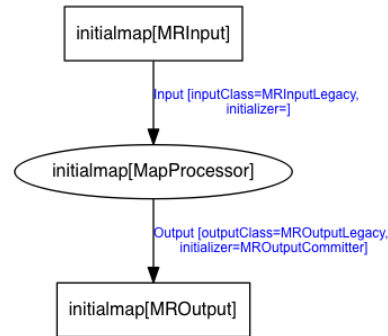 initialmap[MRInput]
Input [inputClass=MRInputLegacy,
initializer=]
initialmap[MapProcessor]
Output [outputClass=MROutputLegacy,
initializer=MROutputCommitter]
initialmap[MROutput]